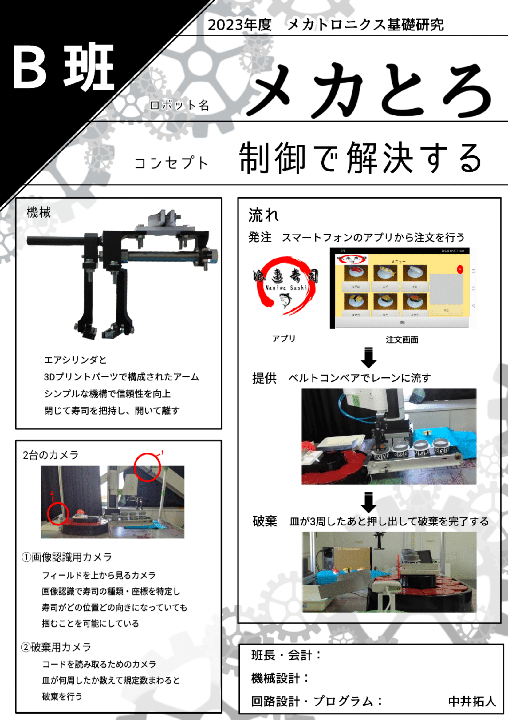 2023年度 メカトロニクス基礎研究
B班
ロボット名 メカとろ
コンセプト 制御で解決する
機械
エアシリンダと
3Dプリントパーツで構成されたアーム
シンプルな機構で信頼性を向上
閉じて寿司を把持し、開いて離す
2台のカメラ
①画像認識用カメラ
フィールドを上から見るカメラ
画像認識で寿司の種類・座標を特定し
寿司がどの位置どの向きになっていても
掴むことを可能にしている
②破棄用カメラ
コードを読み取るためのカメラ
皿が何周したか数えて規定数まわると
破棄を行う
流れ
発注 スマートフォンのアプリから注文を行う
浪速寿司
Naniwa Sushi
メニュー
アプリ 注文画面
提供 ベルトコンベアでレーンに流す
破棄 皿が3周したあと押し出して破棄を完了する
班長・会計：
機械設計：
回路設計・プログラム： 中井拓人